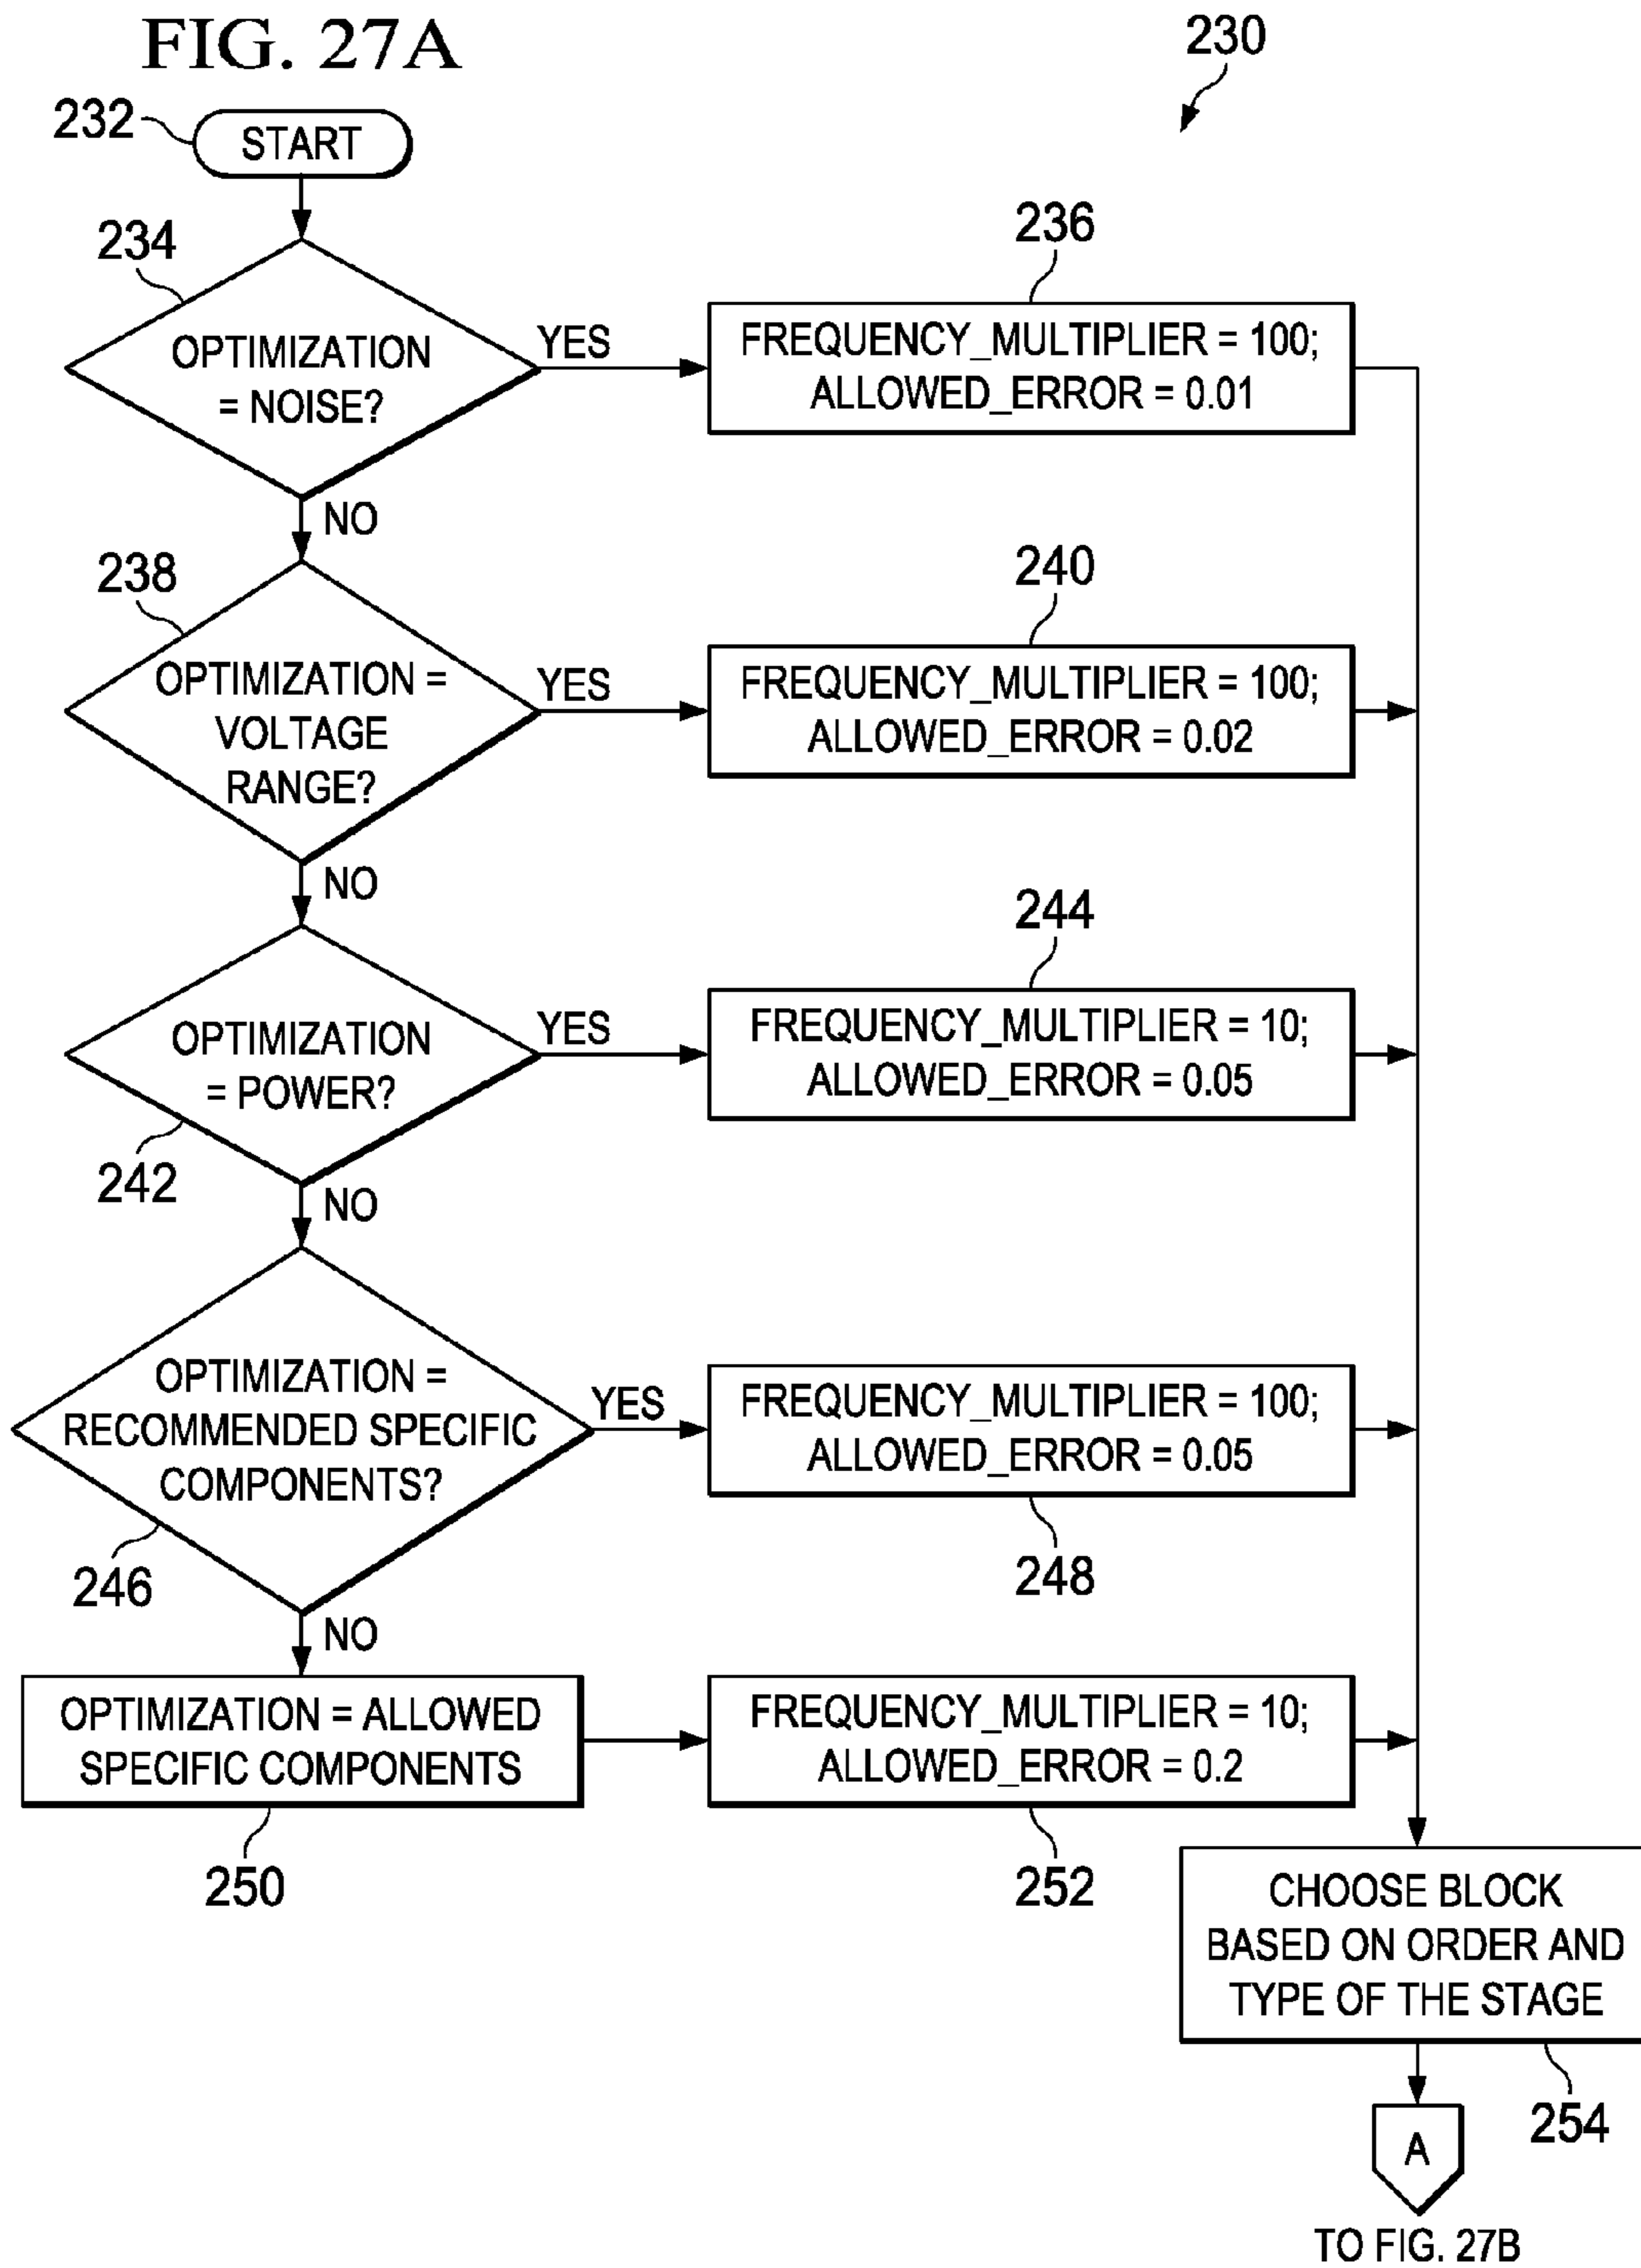 FIG. 27A
230
232
START
234
OPTIMIZATION
= NOISE?
YES
236
FREQUENCY_MULTIPLIER = 100;
ALLOWED_ERROR = 0.01
NO
238
OPTIMIZATION =
VOLTAGE
RANGE?
YES
240
FREQUENCY_MULTIPLIER = 100;
ALLOWED_ERROR = 0.02
NO
OPTIMIZATION
= POWER?
242
YES
244
FREQUENCY_MULTIPLIER = 10;
ALLOWED_ERROR = 0.05
NO
OPTIMIZATION =
RECOMMENDED SPECIFIC
COMPONENTS?
246
YES
FREQUENCY_MULTIPLIER = 100;
ALLOWED_ERROR = 0.05
248
NO
OPTIMIZATION = ALLOWED
SPECIFIC COMPONENTS
250
FREQUENCY_MULTIPLIER = 10;
ALLOWED_ERROR = 0.2
252
CHOOSE BLOCK
BASED ON ORDER AND
TYPE OF THE STAGE
254
A
TO FIG. 27B